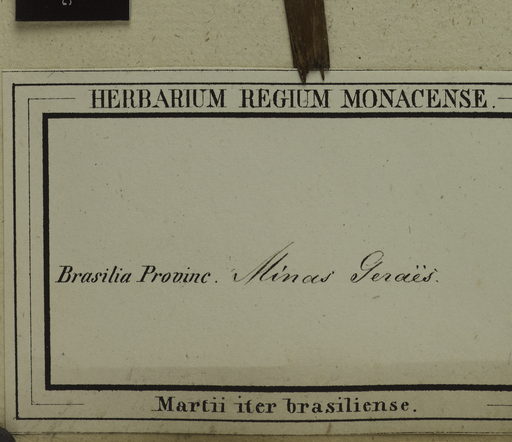 HERBARIUM REGIUM MONACENSE.
Brasilia Provinc. Minas Geraës.
Martii iter brasiliense.